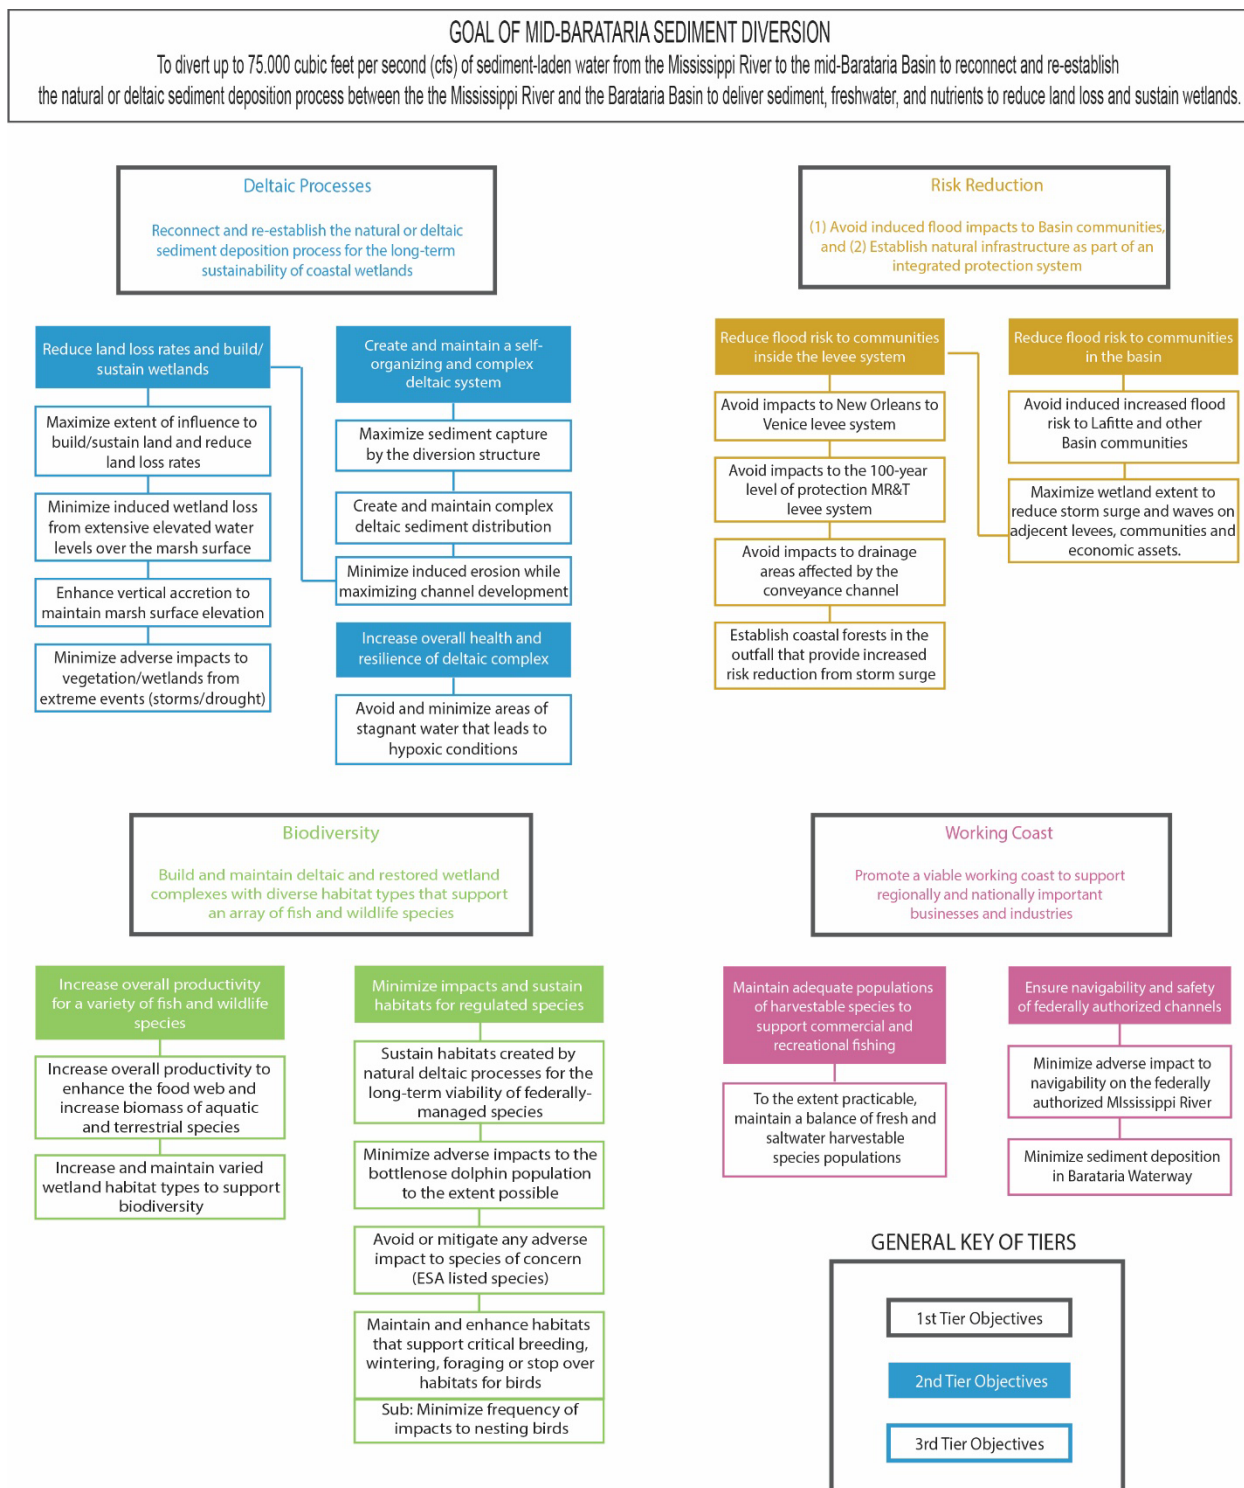 GOAL OF MID-BARATARIA SEDIMENT DIVERSION
To divert up to 75.000 cubic feet per second (cfs) of sediment-laden water from the Mississippi River to the mid-Barataria Basin to reconnect and re-establish
the natural or deltaic sediment deposition process between the the Mississippi River and the Barataria Basin to deliver sediment, freshwater, and nutrients to reduce land loss and sustain wetlands.
Deltaic Processes
Reconnect and re-establish the natural or deltaic
sediment deposition process for the long-term
sustainability of coastal wetlands
Reduce land loss rates and build/
sustain wetlands
Maximize extent of influence to
build/sustain land and reduce
land loss rates
Minimize induced wetland loss
from extensive elevated water
levels over the marsh surface
Enhance vertical accretion to
maintain marsh surface elevation
Minimize adverse impacts to
vegetation/wetlands from
extreme events (storms/drought)
Create and maintain a self-
organizing and complex
deltaic system
Maximize sediment capture
by the diversion structure
Create and maintain complex
deltaic sediment distribution
Minimize induced erosion while
maximizing channel development
Increase overall health and
resilience of deltaic complex
Avoid and minimize areas of
stagnant water that leads to
hypoxic conditions
Risk Reduction
(1) Avoid induced flood impacts to Basin communities,
and (2) Establish natural infrastructure as part of an
integrated protection system
Reduce flood risk to communities
inside the levee system
Avoid impacts to New Orleans to
Venice levee system
Avoid impacts to the 100-year
level of protection MR&T
levee system
Avoid impacts to drainage
areas affected by the
conveyance channel
Establish coastal forests in the
outfall that provide increased
risk reduction from storm surge
Reduce flood risk to communities
in the basin
Avoid induced increased flood
risk to Lafitte and other
Basin communities
Maximize wetland extent to
reduce storm surge and waves on
adjacent levees, communities and
economic assets.
Biodiversity
Build and maintain deltaic and restored wetland
complexes with diverse habitat types that support
an array of fish and wildlife species
Increase overall productivity
for a variety of fish and wildlife
species
Increase overall productivity to
enhance the food web and
increase biomass of aquatic
and terrestrial species
Increase and maintain varied
wetland habitat types to support
biodiversity
Minimize impacts and sustain
habitats for regulated species
Sustain habitats created by
natural deltaic processes for the
long-term viability of federally-
managed species
Minimize adverse impacts to the
bottlenose dolphin population
to the extent possible
Avoid or mitigate any adverse
impact to species of concern
(ESA listed species)
Maintain and enhance habitats
that support critical breeding,
wintering, foraging or stop over
habitats for birds
Sub: Minimize frequency of
impacts to nesting birds
Working Coast
Promote a viable working coast to support
regionally and nationally important
businesses and industries
Maintain adequate populations
of harvestable species to
support commercial and
recreational fishing
To the extent practicable,
maintain a balance of fresh and
saltwater harvestable
species populations
Ensure navigability and safety
of federally authorized channels
Minimize adverse impact to
navigability on the federally
authorized MIssissippi River
Minimize sediment deposition
in Barataria Waterway
GENERAL KEY OF TIERS
1st Tier Objectives
2nd Tier Objectives
3rd Tier Objectives